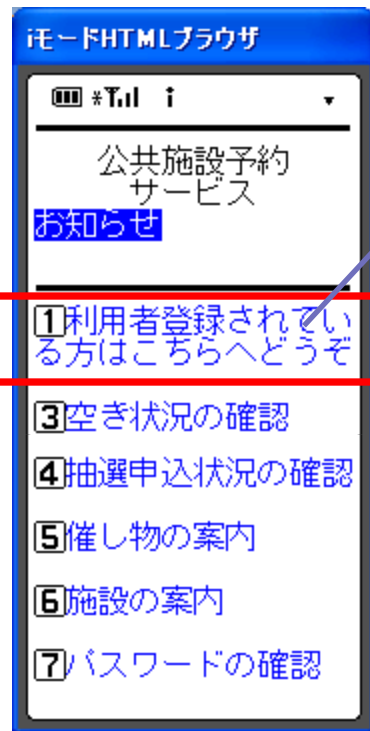 iモードHTMLブラウザ
i
公共施設予約
サービス
お知らせ
1利用者登録されてい
る方はこちらへどうぞ
3空き状況の確認
4抽選申込状況の確認
5催し物の案内
6施設の案内
7パスワードの確認